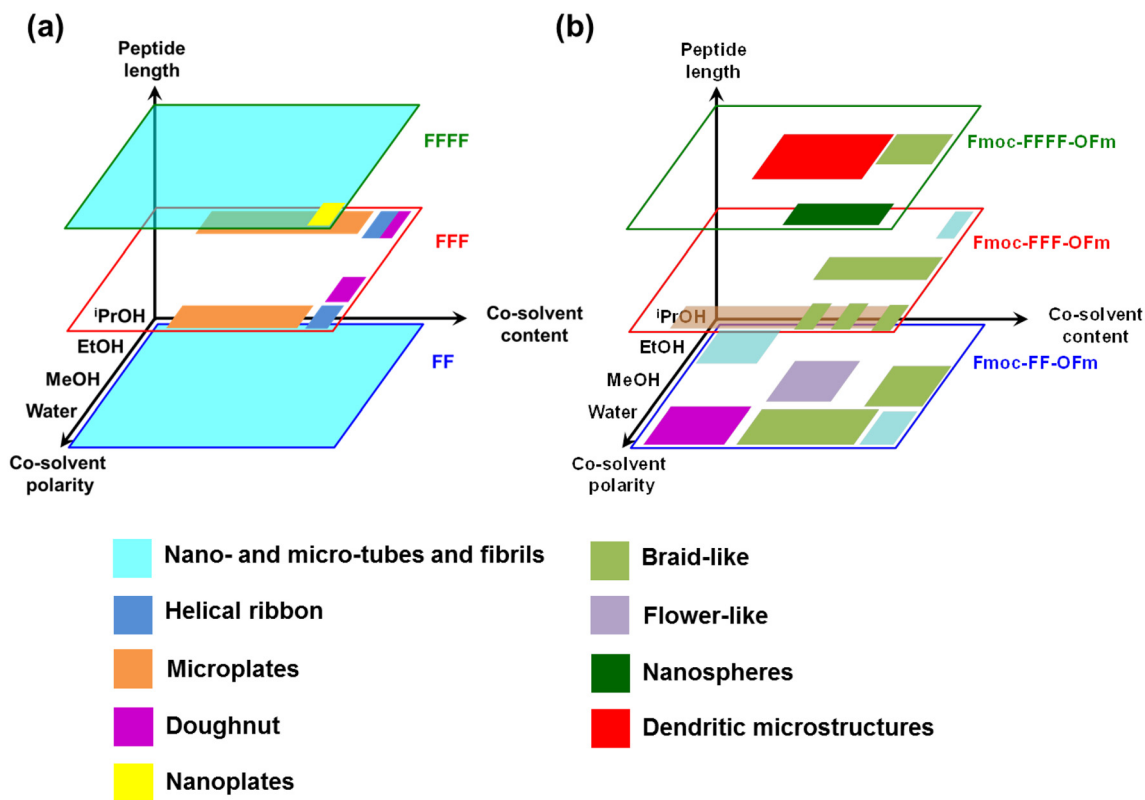 (a)
Peptide
length
FFFF
FFF
ⁱPrOH
EtOH
MeOH
Water
Co-solvent
content
FF
Co-solvent
polarity
(b)
Peptide
length
Fmoc-FFFF-OFm
Fmoc-FFF-OFm
ⁱPrOH
EtOH
MeOH
Water
Co-solvent
content
Fmoc-FF-OFm
Co-solvent
polarity
Nano- and micro-tubes and fibrils
Helical ribbon
Microplates
Doughnut
Nanoplates
Braid-like
Flower-like
Nanospheres
Dendritic microstructures